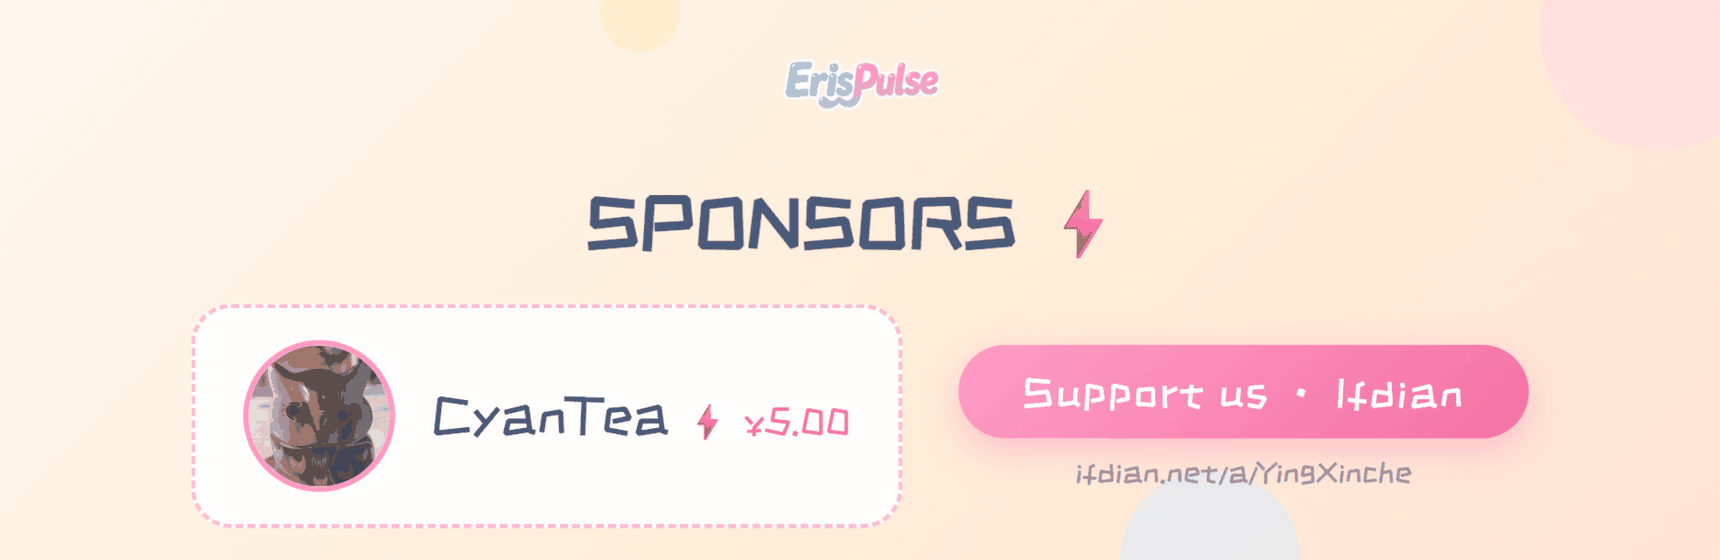 ErisPulse
SPONSORS
CyanTea ¥5.00
Support us · Ifdian
ifdian.net/a/YingXinche